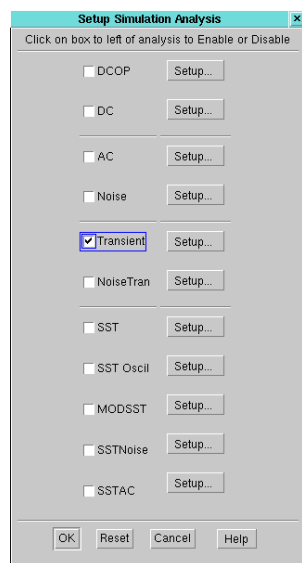 Setup Simulation Analysis
Click on box to left of analysis to Enable or Disable
DCOP Setup...
DC Setup...
AC Setup...
Noise Setup...
Transient Setup...
NoiseTran Setup...
SST Setup...
SST Oscil Setup...
MODSST Setup...
SSTNoise Setup...
SSTAC Setup...
OK Reset Cancel Help